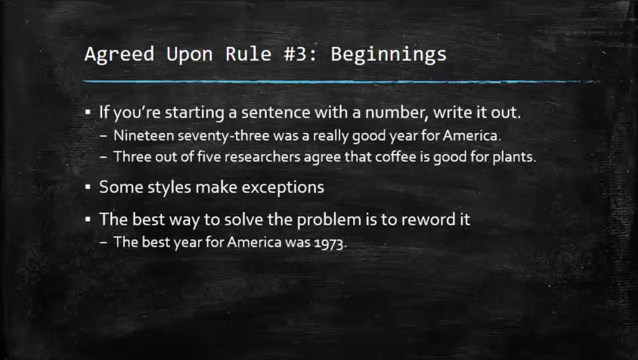 Agreed Upon Rule #3: Beginnings
▪ If you're starting a sentence with a number, write it out.
– Nineteen seventy-three was a really good year for America.
– Three out of five researchers agree that coffee is good for plants.
▪ Some styles make exceptions
▪ The best way to solve the problem is to reword it
– The best year for America was 1973.